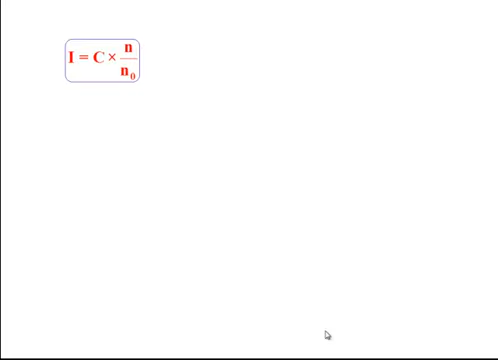 I = C × n/n₀